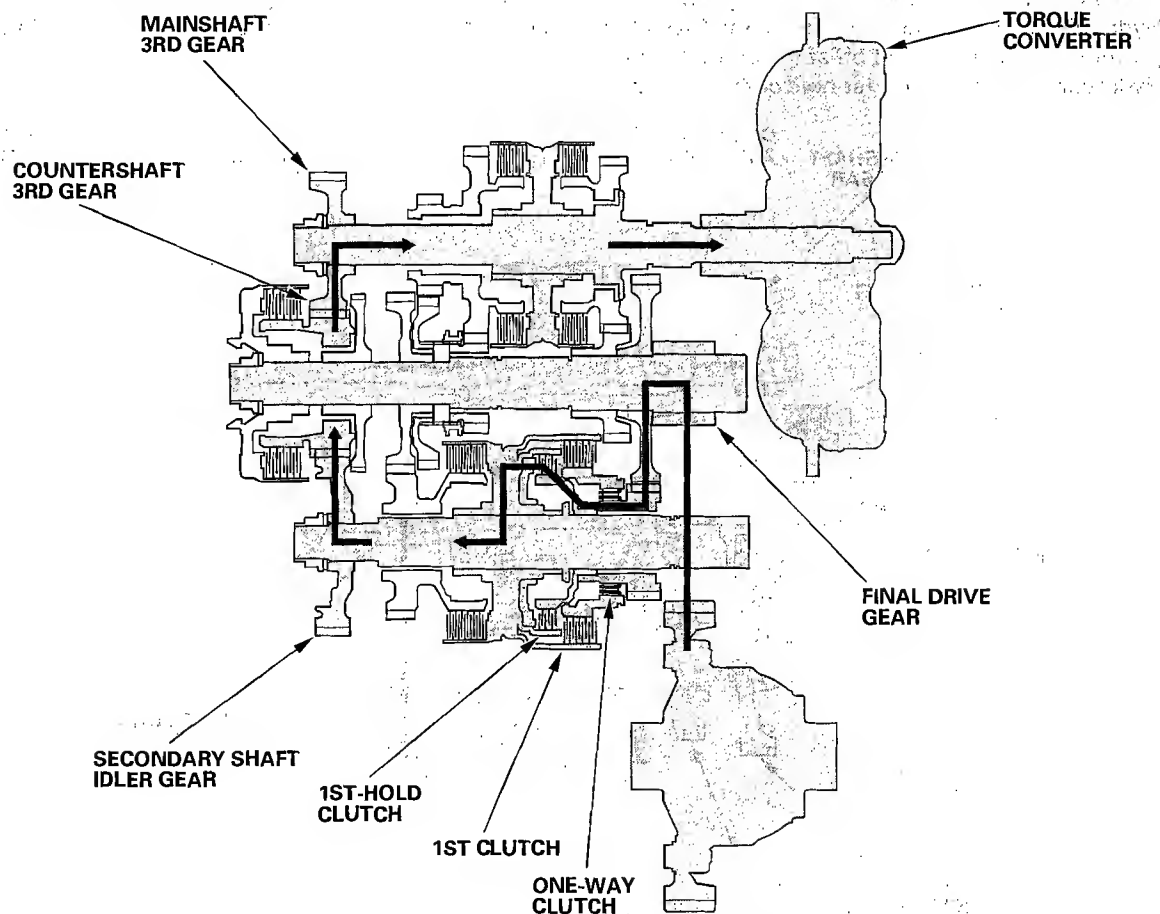 MAINSHAFT
3RD GEAR
TORQUE
CONVERTER
COUNTERSHAFT
3RD GEAR
FINAL DRIVE
GEAR
SECONDARY SHAFT
IDLER GEAR
1ST-HOLD
CLUTCH
1ST CLUTCH
ONE-WAY
CLUTCH